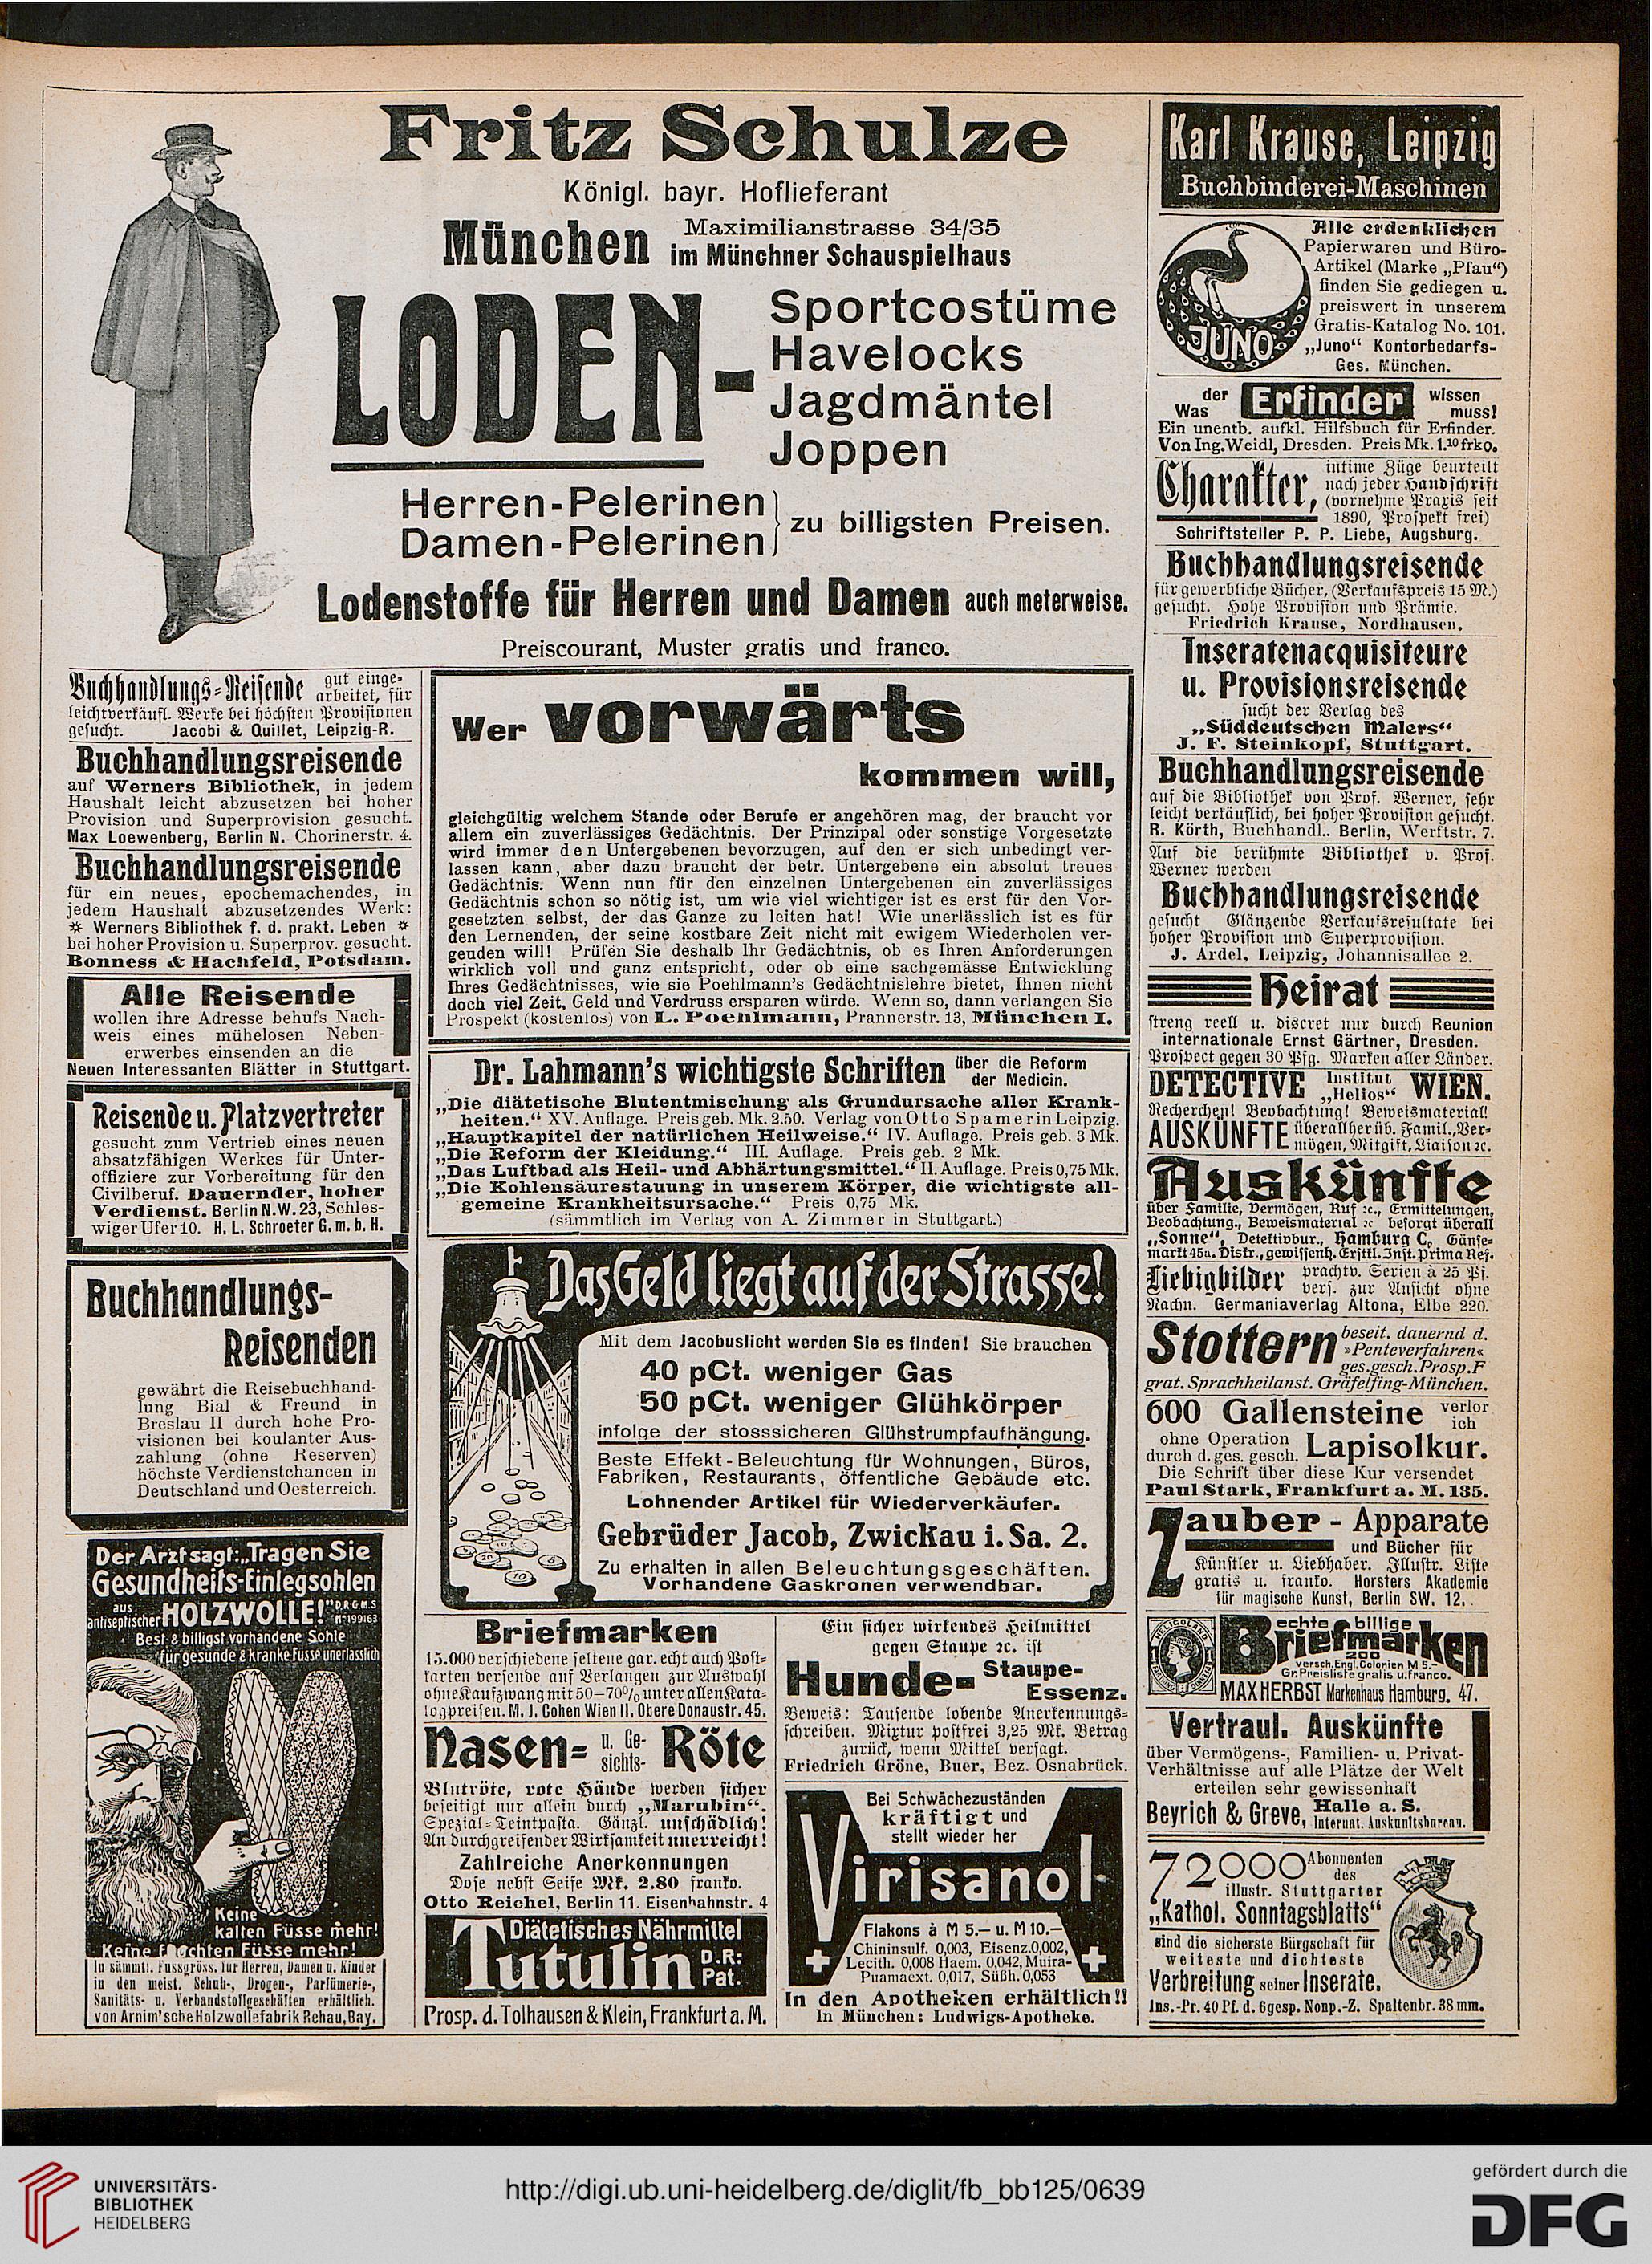 Fritz Schulze
Königl. bayr. Hoflieferant
München Maximilianstrasse 34/35
im Münchner Schauspielhaus
LODEN-
Sportcostüme
Havelocks
Jagdmäntel
Joppen
Herren-Pelerinen
Damen-Pelerinen
zu billigsten Preisen.
Lodenstoffe für Herren und Damen auch meterweise.
Preiscourant, Muster gratis und franco.
Buchhandlungs-Reisende gut einge-
arbeitet, für
leichtverkäufl. Werke bei höchsten Provisionen
gesucht. Jacobi & Quillet, Leipzig-R.
Buchhandlungsreisende
auf Werners Bibliothek, in jedem
Haushalt leicht abzusetzen bei hoher
Provision und Superprovision gesucht.
Max Loewenberg, Berlin N. Chorinerstr. 4.
Buchhandlungsreisende
für ein neues, epochemachendes, in
jedem Haushalt abzusetzendes Werk:
* Werners Bibliothek f. d. prakt. Leben *
bei hoher Provision u. Superprov. gesucht.
Bonness & Hachfeld, Potsdam.
Alle Reisende
wollen ihre Adresse behufs Nach-
weis eines mühelosen Neben-
erwerbes einsenden an die
Neuen Interessanten Blätter in Stuttgart.
Reisende u. Platzvertreter
gesucht zum Vertrieb eines neuen
absatzfähigen Werkes für Unter-
offiziere zur Vorbereitung für den
Civilberuf. Dauernder, hoher
Verdienst. Berlin N.W. 23, Schles-
wiger Ufer 10. H. L. Schroeter G. m. b. H.
Buchhandlungs-
Reisenden
gewährt die Reisebuchhand-
lung Bial & Freund in
Breslau II durch hohe Pro-
visionen bei koulanter Aus-
zahlung (ohne Reserven)
höchste Verdienstchancen in
Deutschland und Oesterreich.
Der Arzt sagt: „Tragen Sie
Gesundheits-Einlegsohlen
aus
antiseptischer HOLZWOLLE!" D.R.G.M.S
No 199163
Best- & billigst vorhandene Sohle
für gesunde & kranke Füsse unerlässlich
Keine
kalten Füsse mehr!
Keine feuchten Füsse mehr!
In sämmtl. Fussgröss. für Herren, Damen u. Kinder
in den meist. Schuh-, Drogen-, Parfümerie-,
Sanitäts- u. Verbandstoffgeschäften erhältlich.
von Arnim'sche Holzwollefabrik Rehau, Bay.
Wer vorwärts
kommen will,
gleichgültig welchem Stande oder Berufe er angehören mag, der braucht vor
allem ein zuverlässiges Gedächtnis. Der Prinzipal oder sonstige Vorgesetzte
wird immer den Untergebenen bevorzugen, auf den er sich unbedingt ver-
lassen kann, aber dazu braucht der betr. Untergebene ein absolut treues
Gedächtnis. Wenn nun für den einzelnen Untergebenen ein zuverlässiges
Gedächtnis schon so nötig ist, um wie viel wichtiger ist es erst für den Vor-
gesetzten selbst, der das Ganze zu leiten hat! Wie unerlässlich ist es für
den Lernenden, der seine kostbare Zeit nicht mit ewigem Wiederholen ver-
geuden will! Prüfen Sie deshalb Ihr Gedächtnis, ob es Ihren Anforderungen
wirklich voll und ganz entspricht, oder ob eine sachgemässe Entwicklung
Ihres Gedächtnisses, wie sie Poehlmann's Gedächtnislehre bietet, Ihnen nicht
doch viel Zeit, Geld und Verdruss ersparen würde. Wenn so, dann verlangen Sie
Prospekt (kostenlos) von L. Poehlmann, Prannerstr. 13, München I.
Dr. Lahmann's wichtigste Schriften über die Reform
der Medicin.
„Die diätetische Blutentmischung als Grundursache aller Krank-
heiten." XV. Auflage. Preis geb. Mk. 2.50. Verlag von Otto Spamer in Leipzig.
„Hauptkapitel der natürlichen Heilweise." IV. Auflage. Preis geb. 3 Mk.
„Die Reform der Kleidung." III. Auflage. Preis geb. 2 Mk.
„Das Luftbad als Heil- und Abhärtungsmittel." II. Auflage. Preis 0,75 Mk.
„Die Kohlensäurestauung in unserem Körper, die wichtigste all-
gemeine Krankheitsursache." Preis 0,75 Mk.
(sämmtlich im Verlag von A. Zimmer in Stuttgart.)
Das Geld liegt auf der Strasse!
Mit dem Jacobuslicht werden Sie es finden! Sie brauchen
40 pCt. weniger Gas
50 pCt. weniger Glühkörper
infolge der stosssicheren Glühstrumpfaufhängung.
Beste Effekt-Beleuchtung für Wohnungen, Büros,
Fabriken, Restaurants, öffentliche Gebäude etc.
Lohnender Artikel für Wiederverkäufer.
Gebrüder Jacob, Zwickau i. Sa. 2.
Zu erhalten in allen Beleuchtungsgeschäften.
Vorhandene Gaskronen verwendbar.
Briefmarken
15.000 verschiedene seltene gar. echt auch Post-
karten versende auf Verlangen zur Auswahl
ohne Kaufzwang mit 50–70% unter allen Kata-
logpreisen. M. J. Cohen Wien II. Obere Donaustr. 45.
Nasen- u. Ge-
sichts- Röte
Blutröte, rote Hände werden sicher
beseitigt nur allein durch „Marubin".
Spezial-Teintpasta. Gänzl. unschädlich!
An durchgreifender Wirksamkeit unerreicht!
Zahlreiche Anerkennungen
Dose nebst Seife Mk. 2.80 franko.
Otto Reichel, Berlin 11. Eisenbahnstr. 4
Diätetisches Nährmittel
Tutulin D.R:
Pat.
Prosp. d. Tolhausen & Klein, Frankfurt a. M.
Ein sicher wirkendes Heilmittel
gegen Staupe ꝛc. ist
Hunde- Staupe-
Essenz.
Beweis: Tausende lobende Anerkennungs-
schreiben. Mixtur postfrei 3,25 Mk. Betrag
zurück, wenn Mittel versagt.
Friedrich Gröne, Buer, Bez. Osnabrück.
Bei Schwächezuständen
kräftigt und
stellt wieder her
Virisanol
Flakons à M 5.— u. M 10.—
Chininsulf. 0,003, Eisenz. 0,002,
Lecith. 0,008 Haem. 0,042, Muira-
Puamaext. 0,017, Süßh. 0,053
In den Apotheken erhältlich!!
In München: Ludwigs-Apotheke.
Karl Krause, Leipzig
Buchbinderei-Maschinen
JUNO
Alle erdenklichen
Papierwaren und Büro-
Artikel (Marke „Pfau")
finden Sie gediegen u.
preiswert in unserem
Gratis-Katalog No. 101.
„Juno" Kontorbedarfs-
Ges. München.
Was der Erfinder wissen
muss!
Ein unentb. aufkl. Hilfsbuch für Erfinder.
Von Ing. Weidl, Dresden. Preis Mk. 1.10 frko.
Charakter, intime Züge beurteilt
nach jeder Handschrift
(vornehme Praxis seit
1890, Prospekt frei)
Schriftsteller P. P. Liebe, Augsburg.
Buchhandlungsreisende
für gewerbliche Bücher, (Verkaufspreis 15 M.)
gesucht. Hohe Provision und Prämie.
Friedrich Krause, Nordhausen.
Inseratenacquisiteure
u. Provisionsreisende
sucht der Verlag des
„Süddeutschen Malers"
J. F. Steinkopf, Stuttgart.
Buchhandlungsreisende
auf die Bibliothek von Prof. Werner, sehr
leicht verkäuflich, bei hoher Provision gesucht.
R. Körth, Buchhandl.. Berlin, Werftstr. 7.
Auf die berühmte Bibliothek v. Prof.
Werner werden
Buchhandlungsreisende
gesucht Glänzende Verkaufsresultate bei
hoher Provision und Superprovision.
J. Ardel, Leipzig, Johannisallee 2.
Heirat
streng reell u. discret nur durch Reunion
internationale Ernst Gärtner, Dresden.
Prospect gegen 30 Pfg. Marken aller Länder.
DETECTIVE Institut
„Helios" WIEN.
Recherchen! Beobachtung! Beweismaterial!
AUSKÜNFTE überallher üb. Famil., Ver-
mögen, Mitgift, Liaison ꝛc.
Auskünfte
über Familie, Vermögen, Ruf ꝛc., Ermittelungen,
Beobachtung., Beweismaterial ꝛc besorgt überall
„Sonne", Detektivbur., Hamburg C, Gänse-
markt 45a. Distr., gewissenh. Erstkl. Inst. Prima Ref.
Liebigbilder prachtv. Serien à 25 Pf.
vers. zur Ansicht ohne
Nachn. Germaniaverlag Altona, Elbe 220.
Stottern beseit. dauernd d.
»Penteverfahren«
ges. gesch. Prosp. F
grat. Sprachheilanst. Gräfelfing-München.
600 Gallensteine verlor
ich
ohne Operation
durch d. ges. gesch. Lapisolkur.
Die Schrift über diese Kur versendet
Paul Stark, Frankfurt a. M. 135.
Zauber-Apparate
und Bücher für
Künstler u. Liebhaber. Illustr. Liste
gratis u. franko. Horsters Akademie
für magische Kunst, Berlin SW. 12.
HELIGOLAND
echte billige
Briefmarken
200
versch. Engl. Colonien M 5.-
Gr. Preisliste gratis u. franco.
MAX HERBST Markenhaus Hamburg. 47.
Vertraul. Auskünfte
über Vermögens-, Familien- u. Privat-
Verhältnisse auf alle Plätze der Welt
erteilen sehr gewissenhaft
Beyrich & Greve, Halle a. S.
Internat. Auskunftsbureau.
72000 Abonnenten
des
illustr. Stuttgarter
„Kathol. Sonntagsblatts"
sind die sicherste Bürgschaft für
weiteste und dichteste
Verbreitung seiner Inserate.
Ins.-Pr. 40 Pf. d. 6gesp. Nonp.-Z. Spaltenbr. 38 mm.
UNIVERSITÄTS-
BIBLIOTHEK
HEIDELBERG
http://digi.ub.uni-heidelberg.de/diglit/fb_bb125/0639
gefördert durch die
DFG